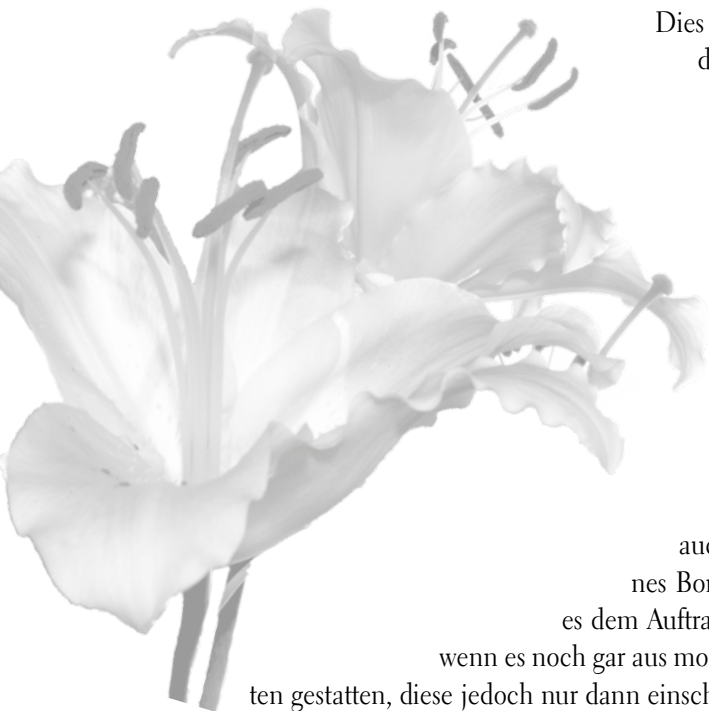 Dies
d
auc
nes Bor
es dem Auftra
wenn es noch gar aus mo
ten gestatten, diese jedoch nur dann einsch